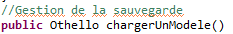 //Gestion de la sauvegarde
public Othello chargerUnModele()